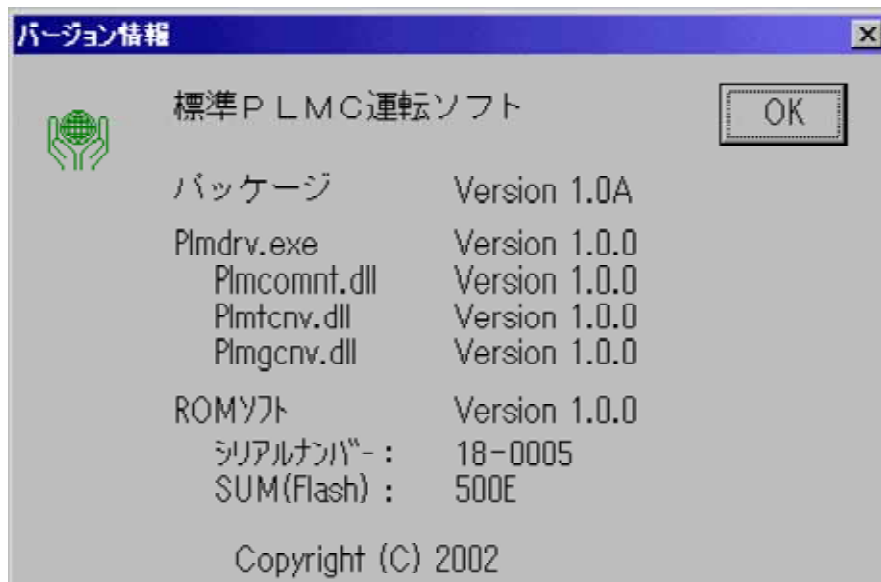 バージョン情報
標準ＰＬＭＣ運転ソフト
OK
パッケージ Version 1.0A
Plmdrv.exe Version 1.0.0
Plmcomnt.dll Version 1.0.0
Plmtcnv.dll Version 1.0.0
Plmgcnv.dll Version 1.0.0
ROMｿﾌﾄ Version 1.0.0
ｼﾘｱﾙﾅﾝﾊﾞｰ : 18-0005
SUM(Flash) : 500E
Copyright (C) 2002